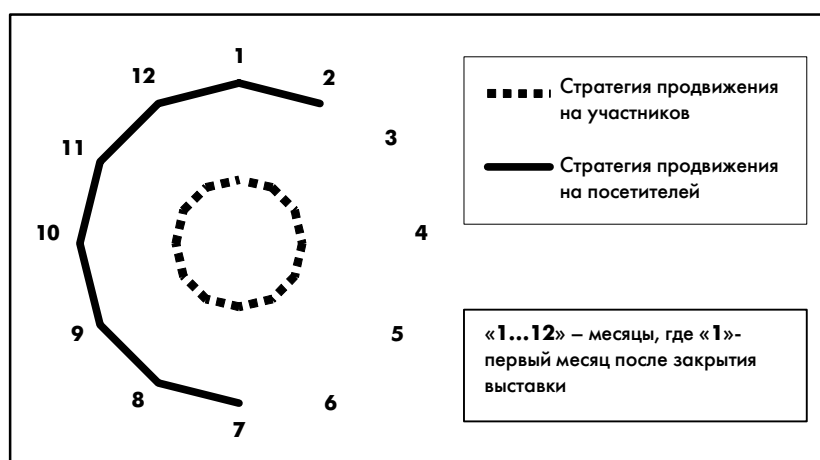 1
2
3
4
5
6
7
8
9
10
11
12
Стратегия продвижения
на участников
Стратегия продвижения
на посетителей
«1...12» – месяцы, где «1»-
первый месяц после закрытия
выставки